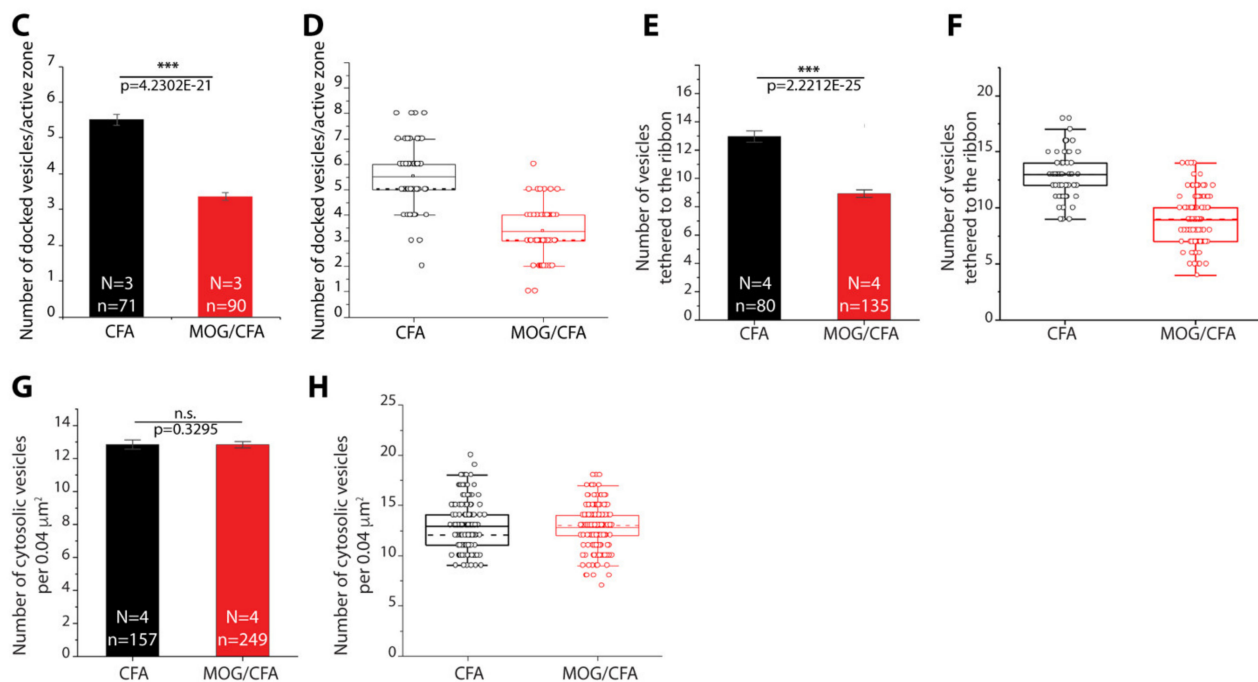 C
Number of docked vesicles/active zone
7
6
5
4
3
2
1
0
***
p=4.2302E-21
N=3
n=71
N=3
n=90
CFA
MOG/CFA
D
Number of docked vesicles/active zone
10
9
8
7
6
5
4
3
2
1
0
CFA
MOG/CFA
E
Number of vesicles
tethered to the ribbon
18
16
14
13
12
10
8
6
4
2
0
***
p=2.2212E-25
N=4
n=80
N=4
n=135
CFA
MOG/CFA
F
Number of vesicles
tethered to the ribbon
20
15
10
5
0
CFA
MOG/CFA
G
Number of cytosolic vesicles
per 0.04 μm²
14
12
10
8
6
4
2
0
n.s.
p=0.3295
N=4
n=157
N=4
n=249
CFA
MOG/CFA
H
Number of cytosolic vesicles
per 0.04 μm²
25
20
15
10
5
0
CFA
MOG/CFA